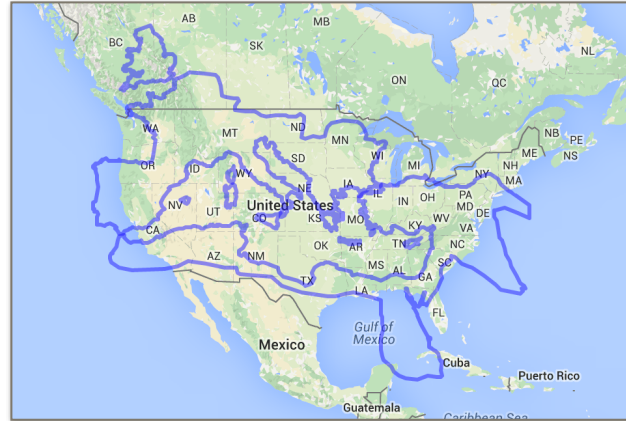 AB
MB
BC
SK
NL
ON
QC
WA
ND
MT
MN
NB
PE
ME
NS
OR
ID
SD
WI
MI
NH
NY
MA
WY
NE
IA
IL
OH
PA
MD
DE
NV
UT
United States
IN
CO
KS
MO
KY
WV
VA
CA
AZ
NM
OK
AR
TN
NC
MS
AL
SC
GA
TX
LA
FL
Gulf of
Mexico
Mexico
Cuba
Puerto Rico
Guatemala
Caribbean Sea